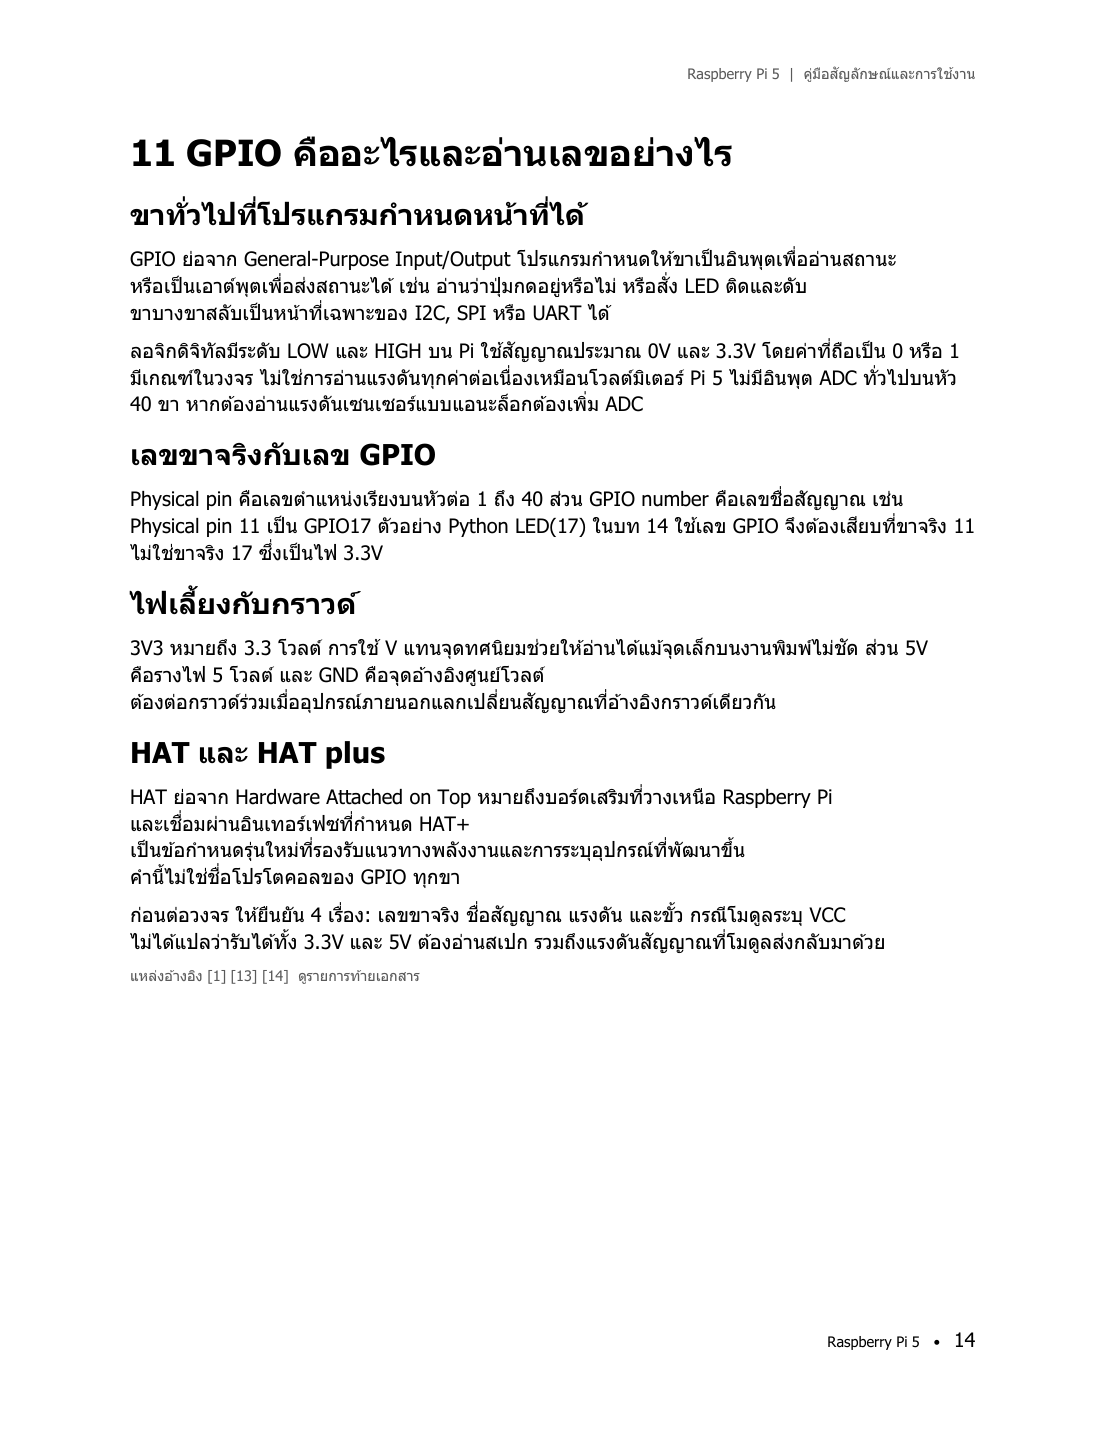 Raspberry Pi 5 | คู่มือสัญลักษณ์และการใช้งาน
11 GPIO คืออะไรและอ่านเลขอย่างไร
ขาทั่วไปที่โปรแกรมกำหนดหน้าที่ได้
GPIO ย่อจาก General-Purpose Input/Output โปรแกรมกำหนดให้ขาเป็นอินพุตเพื่ออ่านสถานะ
หรือเป็นเอาต์พุตเพื่อส่งสถานะได้ เช่น อ่านว่าปุ่มกดอยู่หรือไม่ หรือสั่ง LED ติดและดับ
ขาบางขาสลับเป็นหน้าที่เฉพาะของ I2C, SPI หรือ UART ได้
ลอจิกดิจิทัลมีระดับ LOW และ HIGH บน Pi ใช้สัญญาณประมาณ 0V และ 3.3V โดยค่าที่ถือเป็น 0 หรือ 1
มีเกณฑ์ในวงจร ไม่ใช่การอ่านแรงดันทุกค่าต่อเนื่องเหมือนโวลต์มิเตอร์ Pi 5 ไม่มีอินพุต ADC ทั่วไปบนหัว
40 ขา หากต้องอ่านแรงดันเซนเซอร์แบบแอนะล็อกต้องเพิ่ม ADC
เลขขาจริงกับเลข GPIO
Physical pin คือเลขตำแหน่งเรียงบนหัวต่อ 1 ถึง 40 ส่วน GPIO number คือเลขชื่อสัญญาณ เช่น
Physical pin 11 เป็น GPIO17 ตัวอย่าง Python LED(17) ในบท 14 ใช้เลข GPIO จึงต้องเสียบที่ขาจริง 11
ไม่ใช่ขาจริง 17 ซึ่งเป็นไฟ 3.3V
ไฟเลี้ยงกับกราวด์
3V3 หมายถึง 3.3 โวลต์ การใช้ V แทนจุดทศนิยมช่วยให้อ่านได้แม้จุดเล็กบนงานพิมพ์ไม่ชัด ส่วน 5V
คือรางไฟ 5 โวลต์ และ GND คือจุดอ้างอิงศูนย์โวลต์
ต้องต่อกราวด์ร่วมเมื่ออุปกรณ์ภายนอกแลกเปลี่ยนสัญญาณที่อ้างอิงกราวด์เดียวกัน
HAT และ HAT plus
HAT ย่อจาก Hardware Attached on Top หมายถึงบอร์ดเสริมที่วางเหนือ Raspberry Pi
และเชื่อมผ่านอินเทอร์เฟซที่กำหนด HAT+
เป็นข้อกำหนดรุ่นใหม่ที่รองรับแนวทางพลังงานและการระบุอุปกรณ์ที่พัฒนาขึ้น
คำนี้ไม่ใช่ชื่อโปรโตคอลของ GPIO ทุกขา
ก่อนต่อวงจร ให้ยืนยัน 4 เรื่อง: เลขขาจริง ชื่อสัญญาณ แรงดัน และขั้ว กรณีโมดูลระบุ VCC
ไม่ได้แปลว่ารับได้ทั้ง 3.3V และ 5V ต้องอ่านสเปก รวมถึงแรงดันสัญญาณที่โมดูลส่งกลับมาด้วย
แหล่งอ้างอิง [1] [13] [14] ดูรายการท้ายเอกสาร
Raspberry Pi 5 • 14